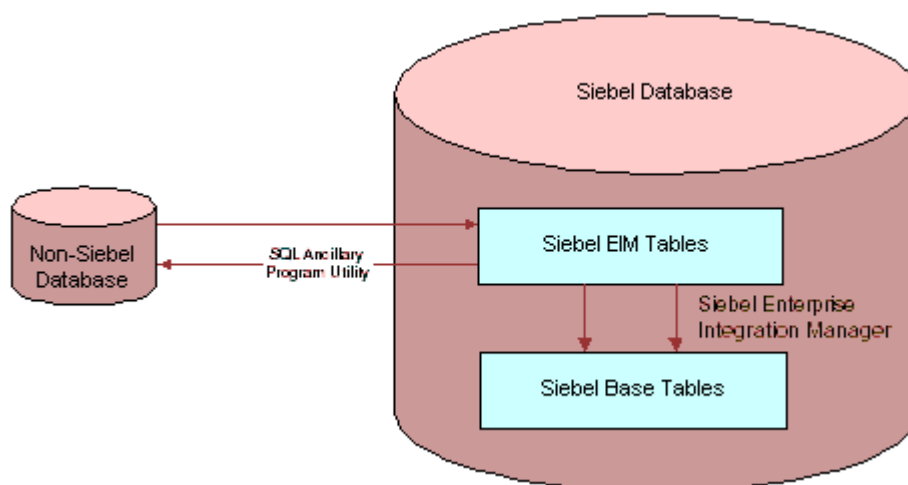 Siebel Database
Siebel EIM Tables
Non-Siebel
Database
SQL Ancillary
Program Utility
Siebel Enterprise
Integration Manager
Siebel Base Tables